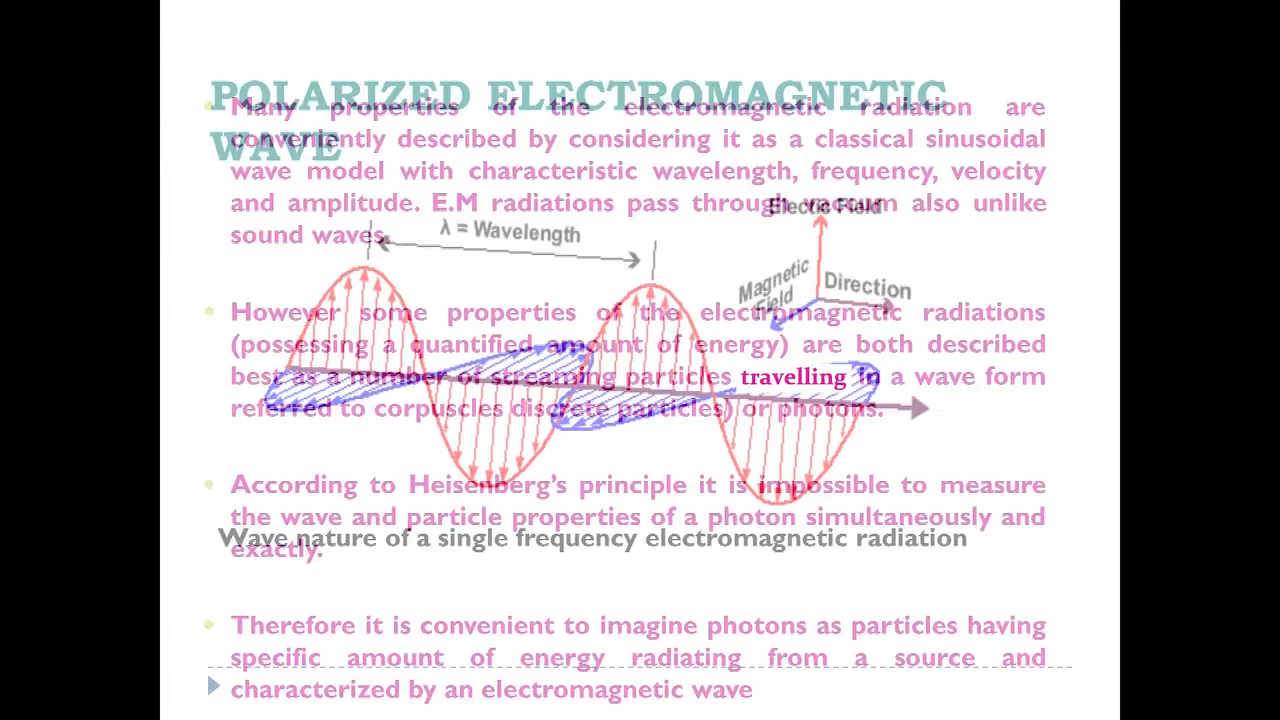 POLARIZED ELECTROMAGNETIC
WAVE
• Many properties of the electromagnetic radiation are
conveniently described by considering it as a classical sinusoidal
wave model with characteristic wavelength, frequency, velocity
and amplitude. E.M radiations pass through vacuum also unlike
sound waves.
λ = Wavelength
Electic Field
Magnetic
Field
Direction
• However some properties of the electromagnetic radiations
(possessing a quantified amount of energy) are both described
best as a number of streaming particles travelling in a wave form
referred to corpuscles discrete particles) or photons.
• According to Heisenberg's principle it is impossible to measure
the wave and particle properties of a photon simultaneously and
exactly.
Wave nature of a single frequency electromagnetic radiation
• Therefore it is convenient to imagine photons as particles having
specific amount of energy radiating from a source and
characterized by an electromagnetic wave